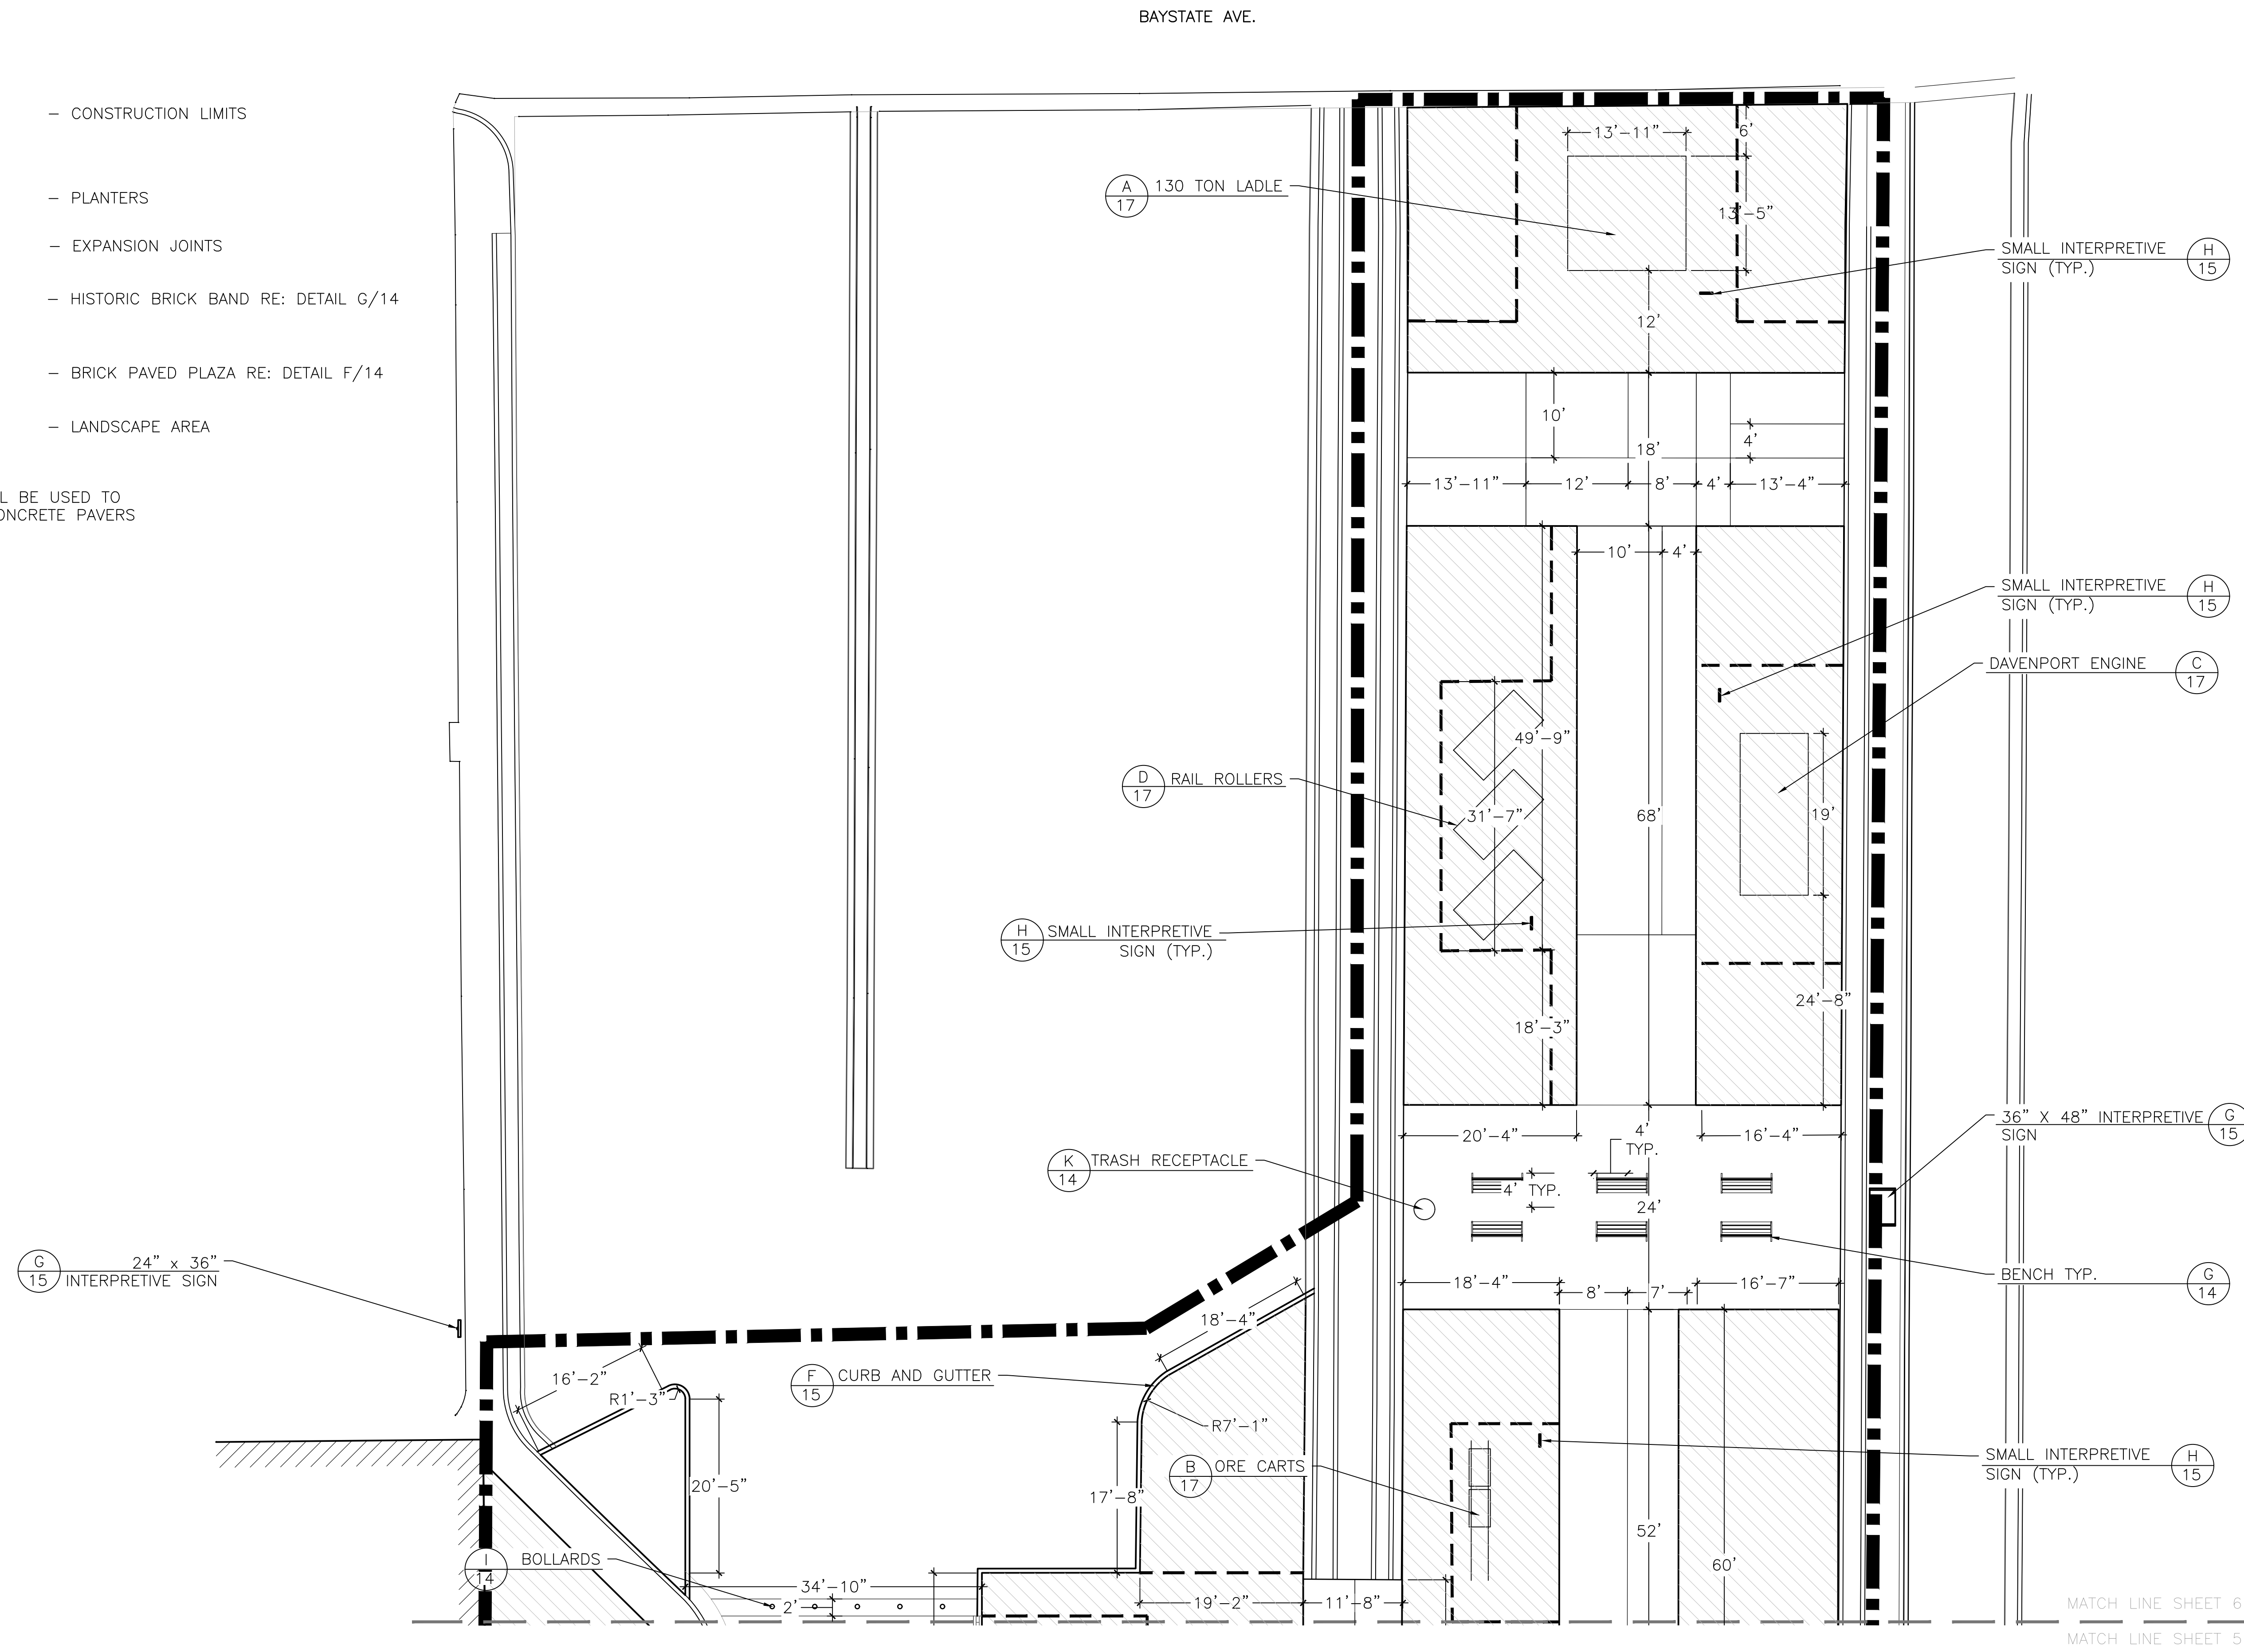 BAYSTATE AVE.
– CONSTRUCTION LIMITS
– PLANTERS
– EXPANSION JOINTS
– HISTORIC BRICK BAND RE: DETAIL G/14
– BRICK PAVED PLAZA RE: DETAIL F/14
– LANDSCAPE AREA
L BE USED TO
ONCRETE PAVERS
13'–11"
6'
A
17
130 TON LADLE
13'–5"
SMALL INTERPRETIVE
SIGN (TYP.)
H
15
12'
10'
18'
4'
13'–11"
12'
8'
4'
13'–4"
10'
4'
SMALL INTERPRETIVE
SIGN (TYP.)
H
15
DAVENPORT ENGINE
C
17
49'–9"
D
17
RAIL ROLLERS
31'–7"
68'
19'
H
15
SMALL INTERPRETIVE
SIGN (TYP.)
18'–3"
24'–8"
20'–4"
4'
TYP.
16'–4"
36" X 48" INTERPRETIVE
SIGN
G
15
K
14
TRASH RECEPTACLE
4' TYP.
24'
G
15
24" x 36"
INTERPRETIVE SIGN
BENCH TYP.
G
14
18'–4"
8'
7'
16'–7"
18'–4"
16'–2"
R1'–3"
F
15
CURB AND GUTTER
R7'–1"
20'–5"
17'–8"
B
17
ORE CARTS
SMALL INTERPRETIVE
SIGN (TYP.)
H
15
52'
60'
I
14
BOLLARDS
34'–10"
2'
19'–2"
11'–8"
MATCH LINE SHEET 6
MATCH LINE SHEET 5